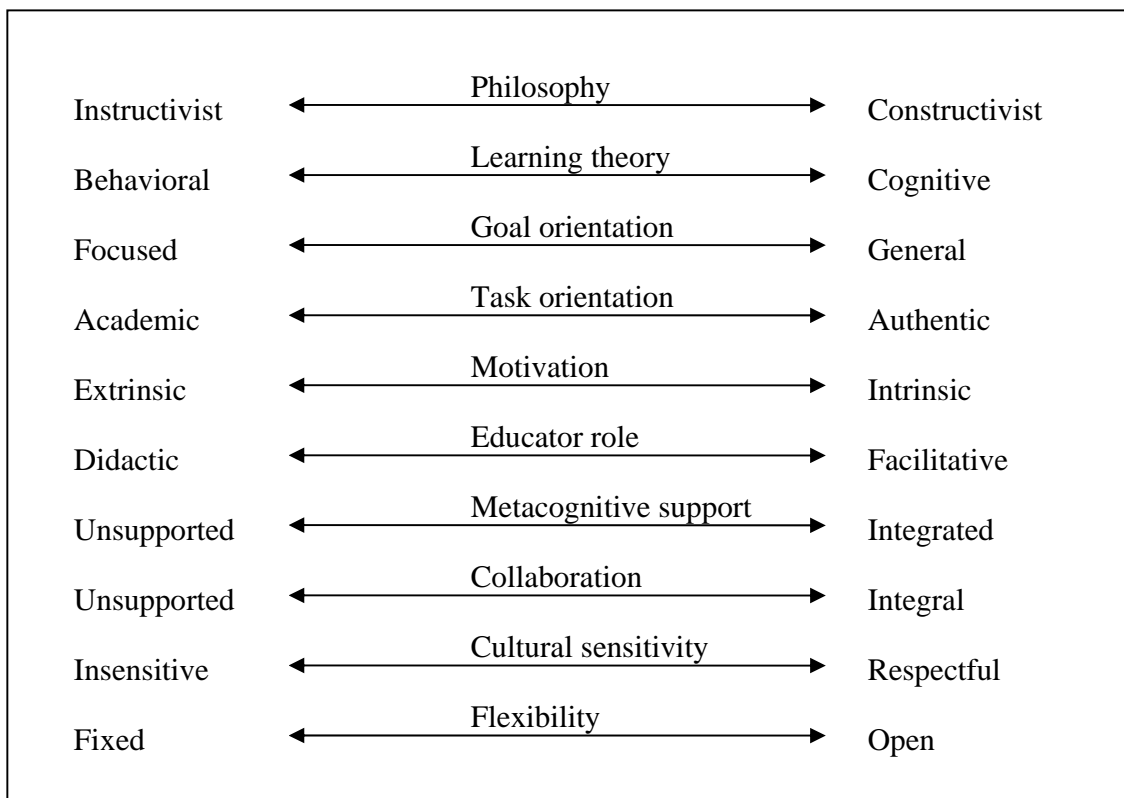 Philosophy
Instructivist Constructivist
Learning theory
Behavioral Cognitive
Goal orientation
Focused General
Task orientation
Academic Authentic
Motivation
Extrinsic Intrinsic
Educator role
Didactic Facilitative
Metacognitive support
Unsupported Integrated
Collaboration
Unsupported Integral
Cultural sensitivity
Insensitive Respectful
Flexibility
Fixed Open